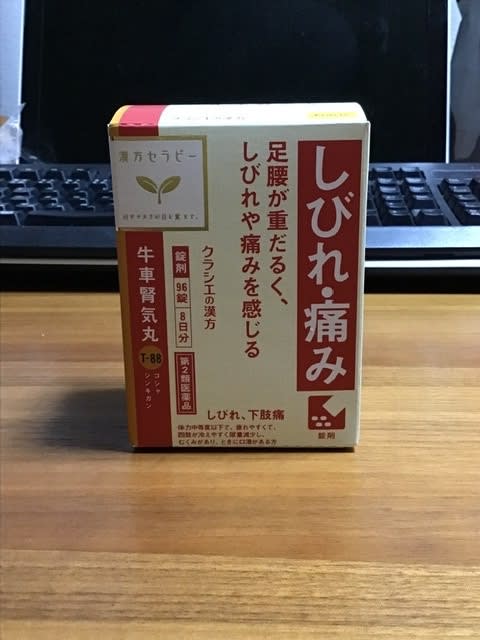 漢方セラピー
しびれ・痛み
足腰が重だるく、
しびれや痛みを感じる
クラシエの漢方
錠剤
96錠
8日分
第2類医薬品
牛車腎気丸
T-88
ゴシャ
ジンキガン
しびれ、下肢痛
体力中等度以下で、疲れやすくて、
四肢が冷えやすく尿量減少し、
むくみがあり、ときに口渇がある方
錠剤